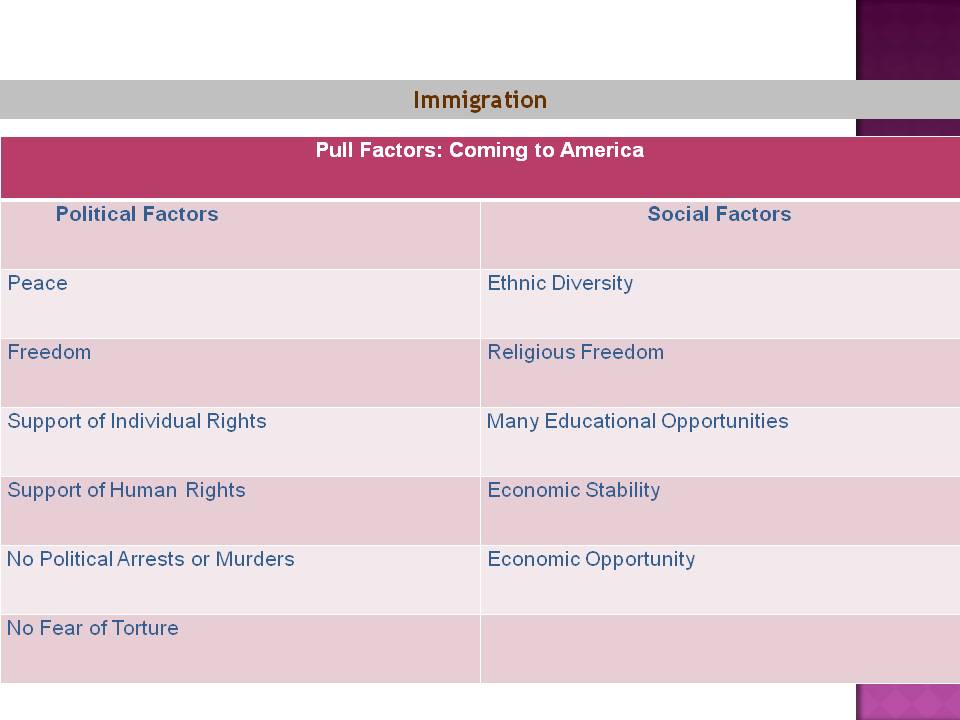 Immigration
Pull Factors: Coming to America
Political Factors
Social Factors
Peace
Ethnic Diversity
Freedom
Religious Freedom
Support of Individual Rights
Many Educational Opportunities
Support of Human Rights
Economic Stability
No Political Arrests or Murders
Economic Opportunity
No Fear of Torture